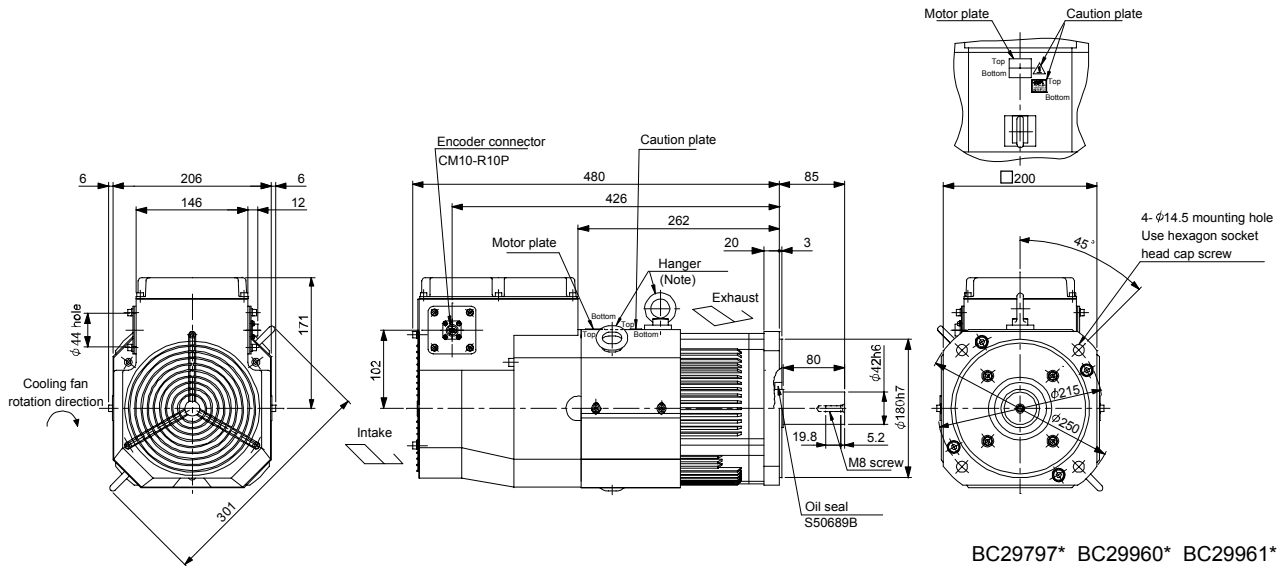 Motor plate
Caution plate
Top
Bottom
Top
Bottom
Encoder connector
CM10-R10P
Caution plate
6
206
6
146
12
480
85
426
262
20
3
Motor plate
Hanger
(Note)
Exhaust
Bottom
Top
Top
Bottom
□200
45°
4- ϕ14.5 mounting hole
Use hexagon socket
head cap screw
ϕ44 hole
171
102
80
ϕ42h6
ϕ180h7
ϕ215
ϕ250
Cooling fan
rotation direction
Intake
19.8
5.2
M8 screw
301
Oil seal
S50689B
BC29797* BC29960* BC29961*